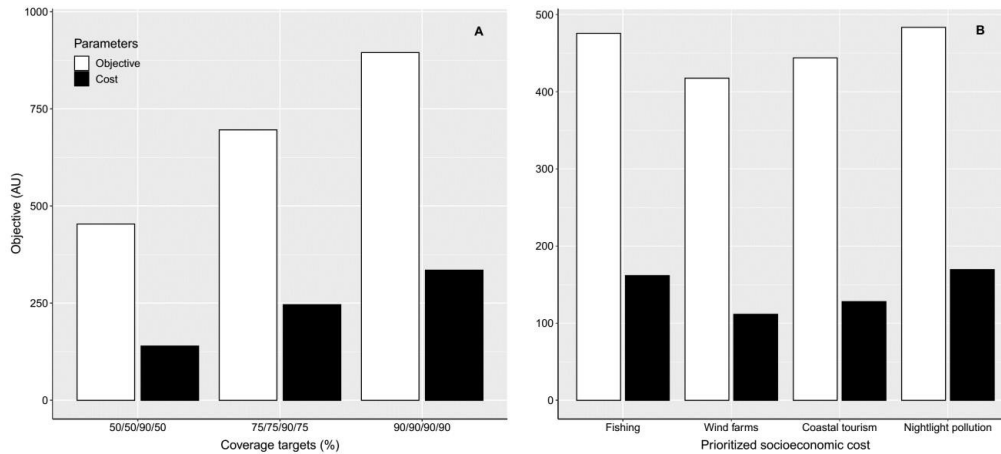 A
Parameters
Objective
Cost
Objective (AU)
1000
750
500
250
0
50/50/90/50 75/75/90/75 90/90/90/90
Coverage targets (%)
B
500
400
300
200
100
0
Fishing Wind farms Coastal tourism Nightlight pollution
Prioritized socioeconomic cost